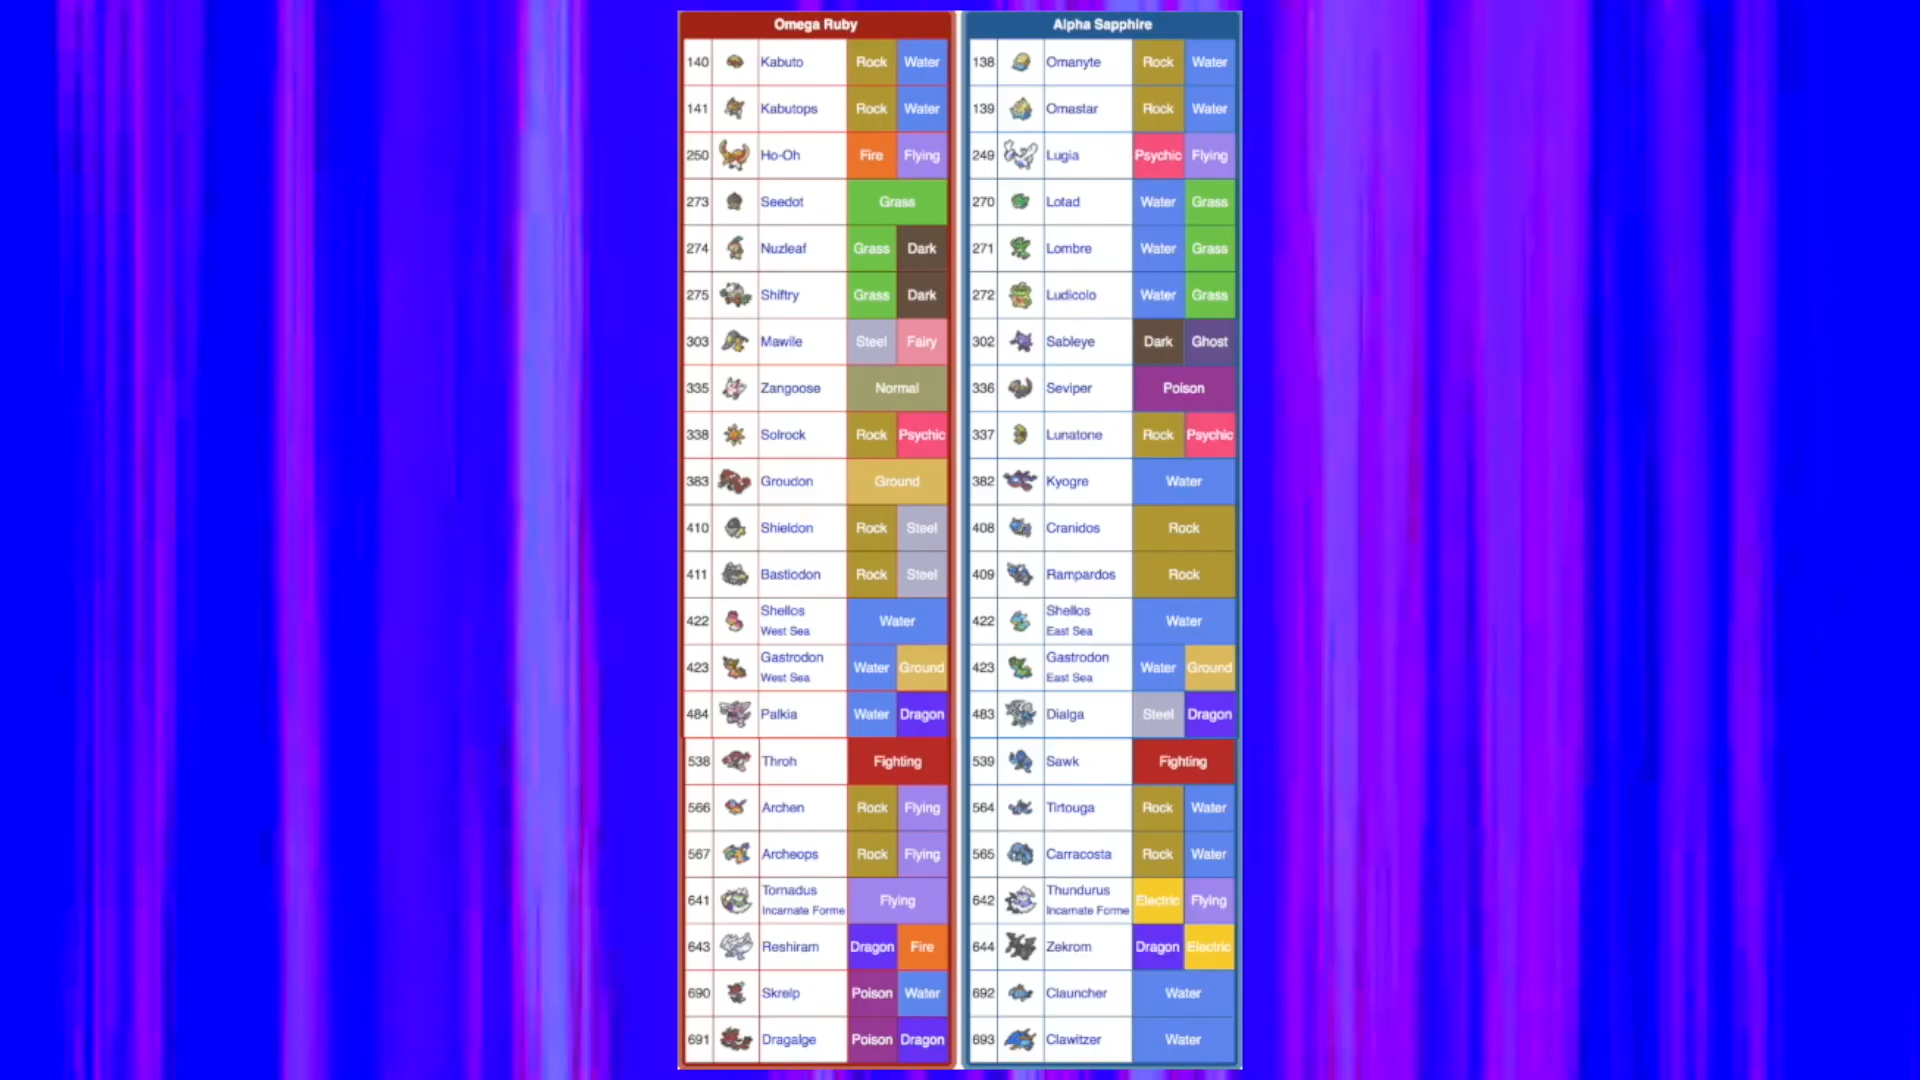 Omega Ruby Alpha Sapphire
140 Kabuto Rock Water 138 Omanyte Rock Water
141 Kabutops Rock Water 139 Omastar Rock Water
250 Ho-Oh Fire Flying 249 Lugia Psychic Flying
273 Seedot Grass 270 Lotad Water Grass
274 Nuzleaf Grass Dark 271 Lombre Water Grass
275 Shiftry Grass Dark 272 Ludicolo Water Grass
303 Mawile Steel Fairy 302 Sableye Dark Ghost
335 Zangoose Normal 336 Seviper Poison
338 Solrock Rock Psychic 337 Lunatone Rock Psychic
383 Groudon Ground 382 Kyogre Water
410 Shieldon Rock Steel 408 Cranidos Rock
411 Bastiodon Rock Steel 409 Rampardos Rock
422 Shellos West Sea Water 422 Shellos East Sea Water
423 Gastrodon West Sea Water Ground 423 Gastrodon East Sea Water Ground
484 Palkia Water Dragon 483 Dialga Steel Dragon
538 Throh Fighting 539 Sawk Fighting
566 Archen Rock Flying 564 Tirtouga Rock Water
567 Archeops Rock Flying 565 Carracosta Rock Water
641 Tornadus Incarnate Forme Flying 642 Thundurus Incarnate Forme Electric Flying
643 Reshiram Dragon Fire 644 Zekrom Dragon Electric
690 Skrelp Poison Water 692 Clauncher Water
691 Dragalge Poison Dragon 693 Clawitzer Water